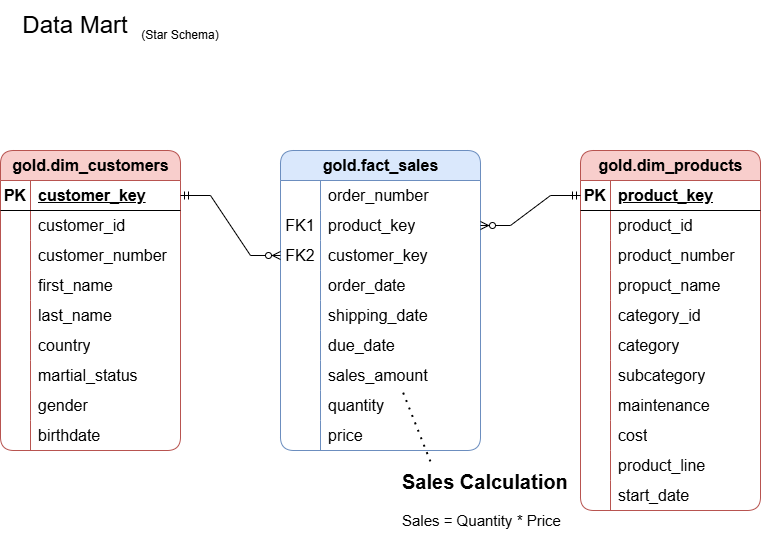 Data Mart (Star Schema)
gold.dim_customers
PK customer_key
customer_id
customer_number
first_name
last_name
country
martial_status
gender
birthdate
gold.fact_sales
order_number
FK1 product_key
FK2 customer_key
order_date
shipping_date
due_date
sales_amount
quantity
price
Sales Calculation
Sales = Quantity * Price
gold.dim_products
PK product_key
product_id
product_number
propuct_name
category_id
category
subcategory
maintenance
cost
product_line
start_date